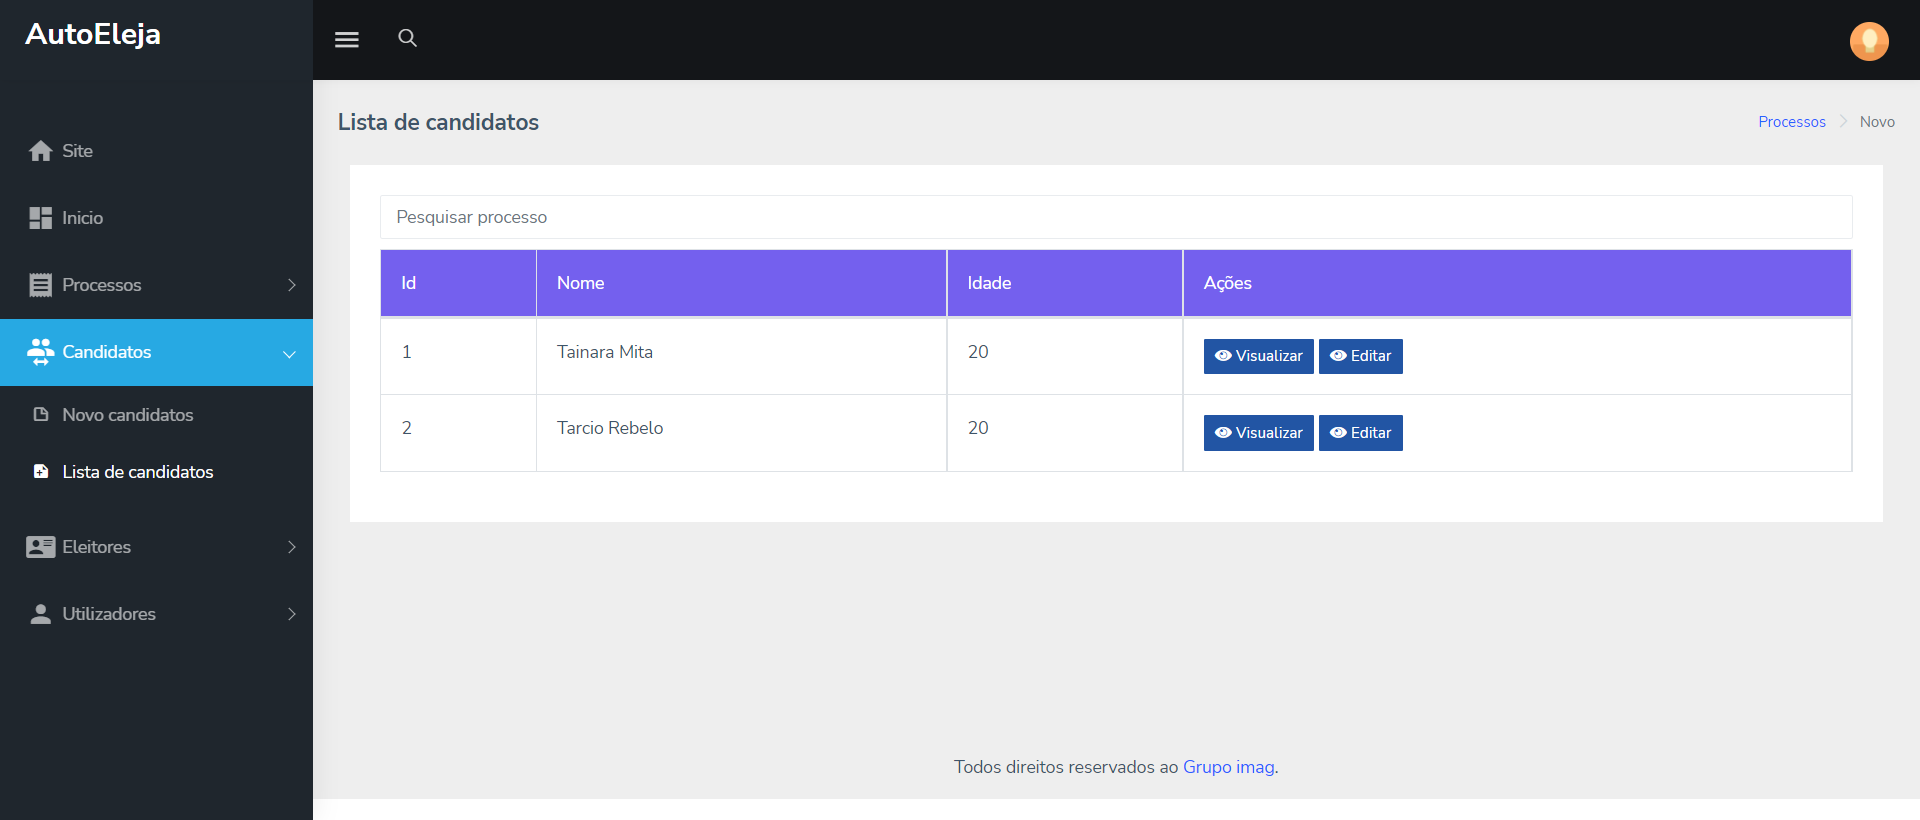 AutoEleja
Site
Inicio
Processos
Candidatos
Novo candidatos
Lista de candidatos
Eleitores
Utilizadores
Lista de candidatos
Processos Novo
Pesquisar processo
Id Nome Idade Ações
1 Tainara Mita 20 Visualizar Editar
2 Tarcio Rebelo 20 Visualizar Editar
Todos direitos reservados ao Grupo imag.